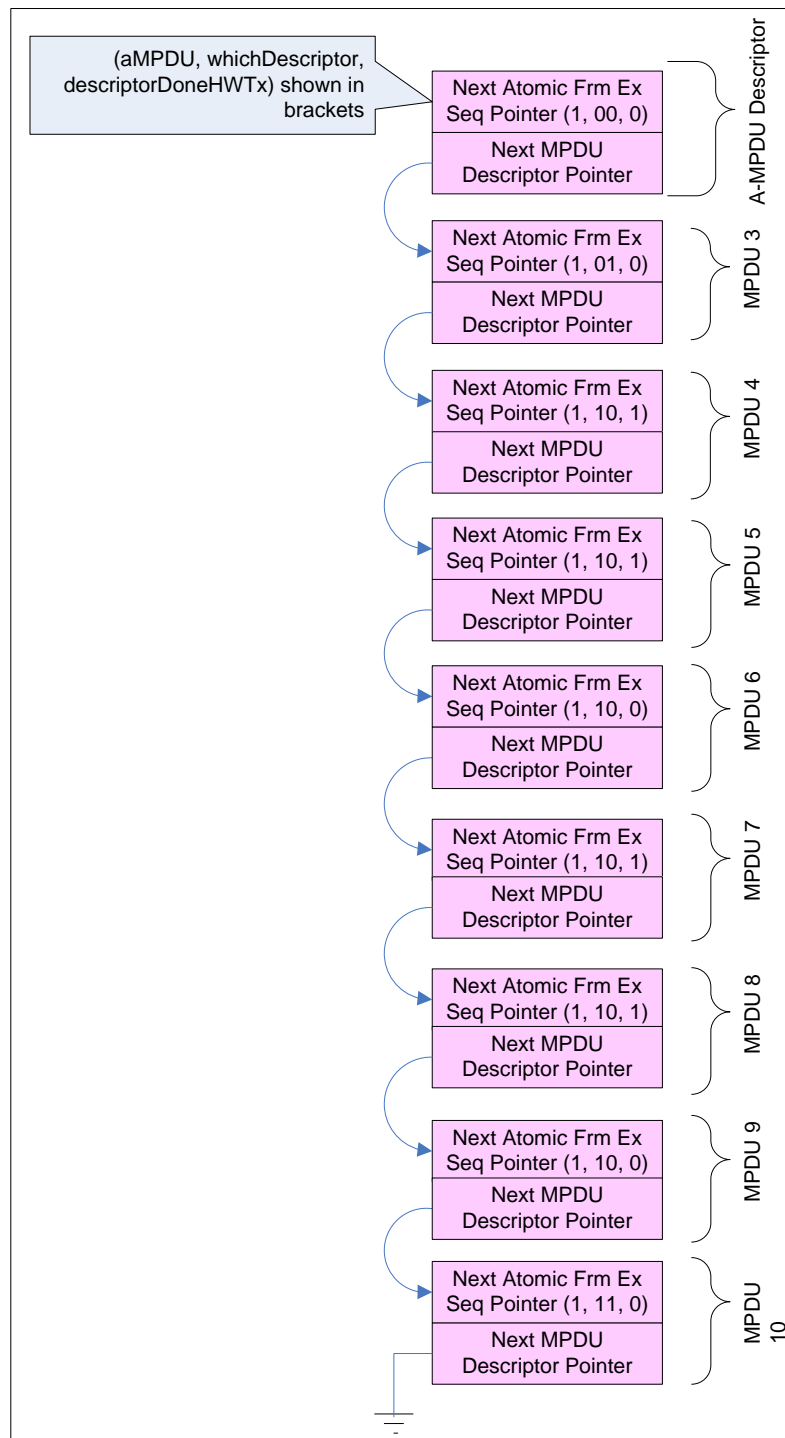 (aMPDU, whichDescriptor,
descriptorDoneHWTx) shown in
brackets
Next Atomic Frm Ex
Seq Pointer (1, 00, 0)
Next MPDU
Descriptor Pointer
A-MPDU Descriptor
Next Atomic Frm Ex
Seq Pointer (1, 01, 0)
Next MPDU
Descriptor Pointer
MPDU 3
Next Atomic Frm Ex
Seq Pointer (1, 10, 1)
Next MPDU
Descriptor Pointer
MPDU 4
Next Atomic Frm Ex
Seq Pointer (1, 10, 1)
Next MPDU
Descriptor Pointer
MPDU 5
Next Atomic Frm Ex
Seq Pointer (1, 10, 0)
Next MPDU
Descriptor Pointer
MPDU 6
Next Atomic Frm Ex
Seq Pointer (1, 10, 1)
Next MPDU
Descriptor Pointer
MPDU 7
Next Atomic Frm Ex
Seq Pointer (1, 10, 1)
Next MPDU
Descriptor Pointer
MPDU 8
Next Atomic Frm Ex
Seq Pointer (1, 10, 0)
Next MPDU
Descriptor Pointer
MPDU 9
Next Atomic Frm Ex
Seq Pointer (1, 11, 0)
Next MPDU
Descriptor Pointer
MPDU
10